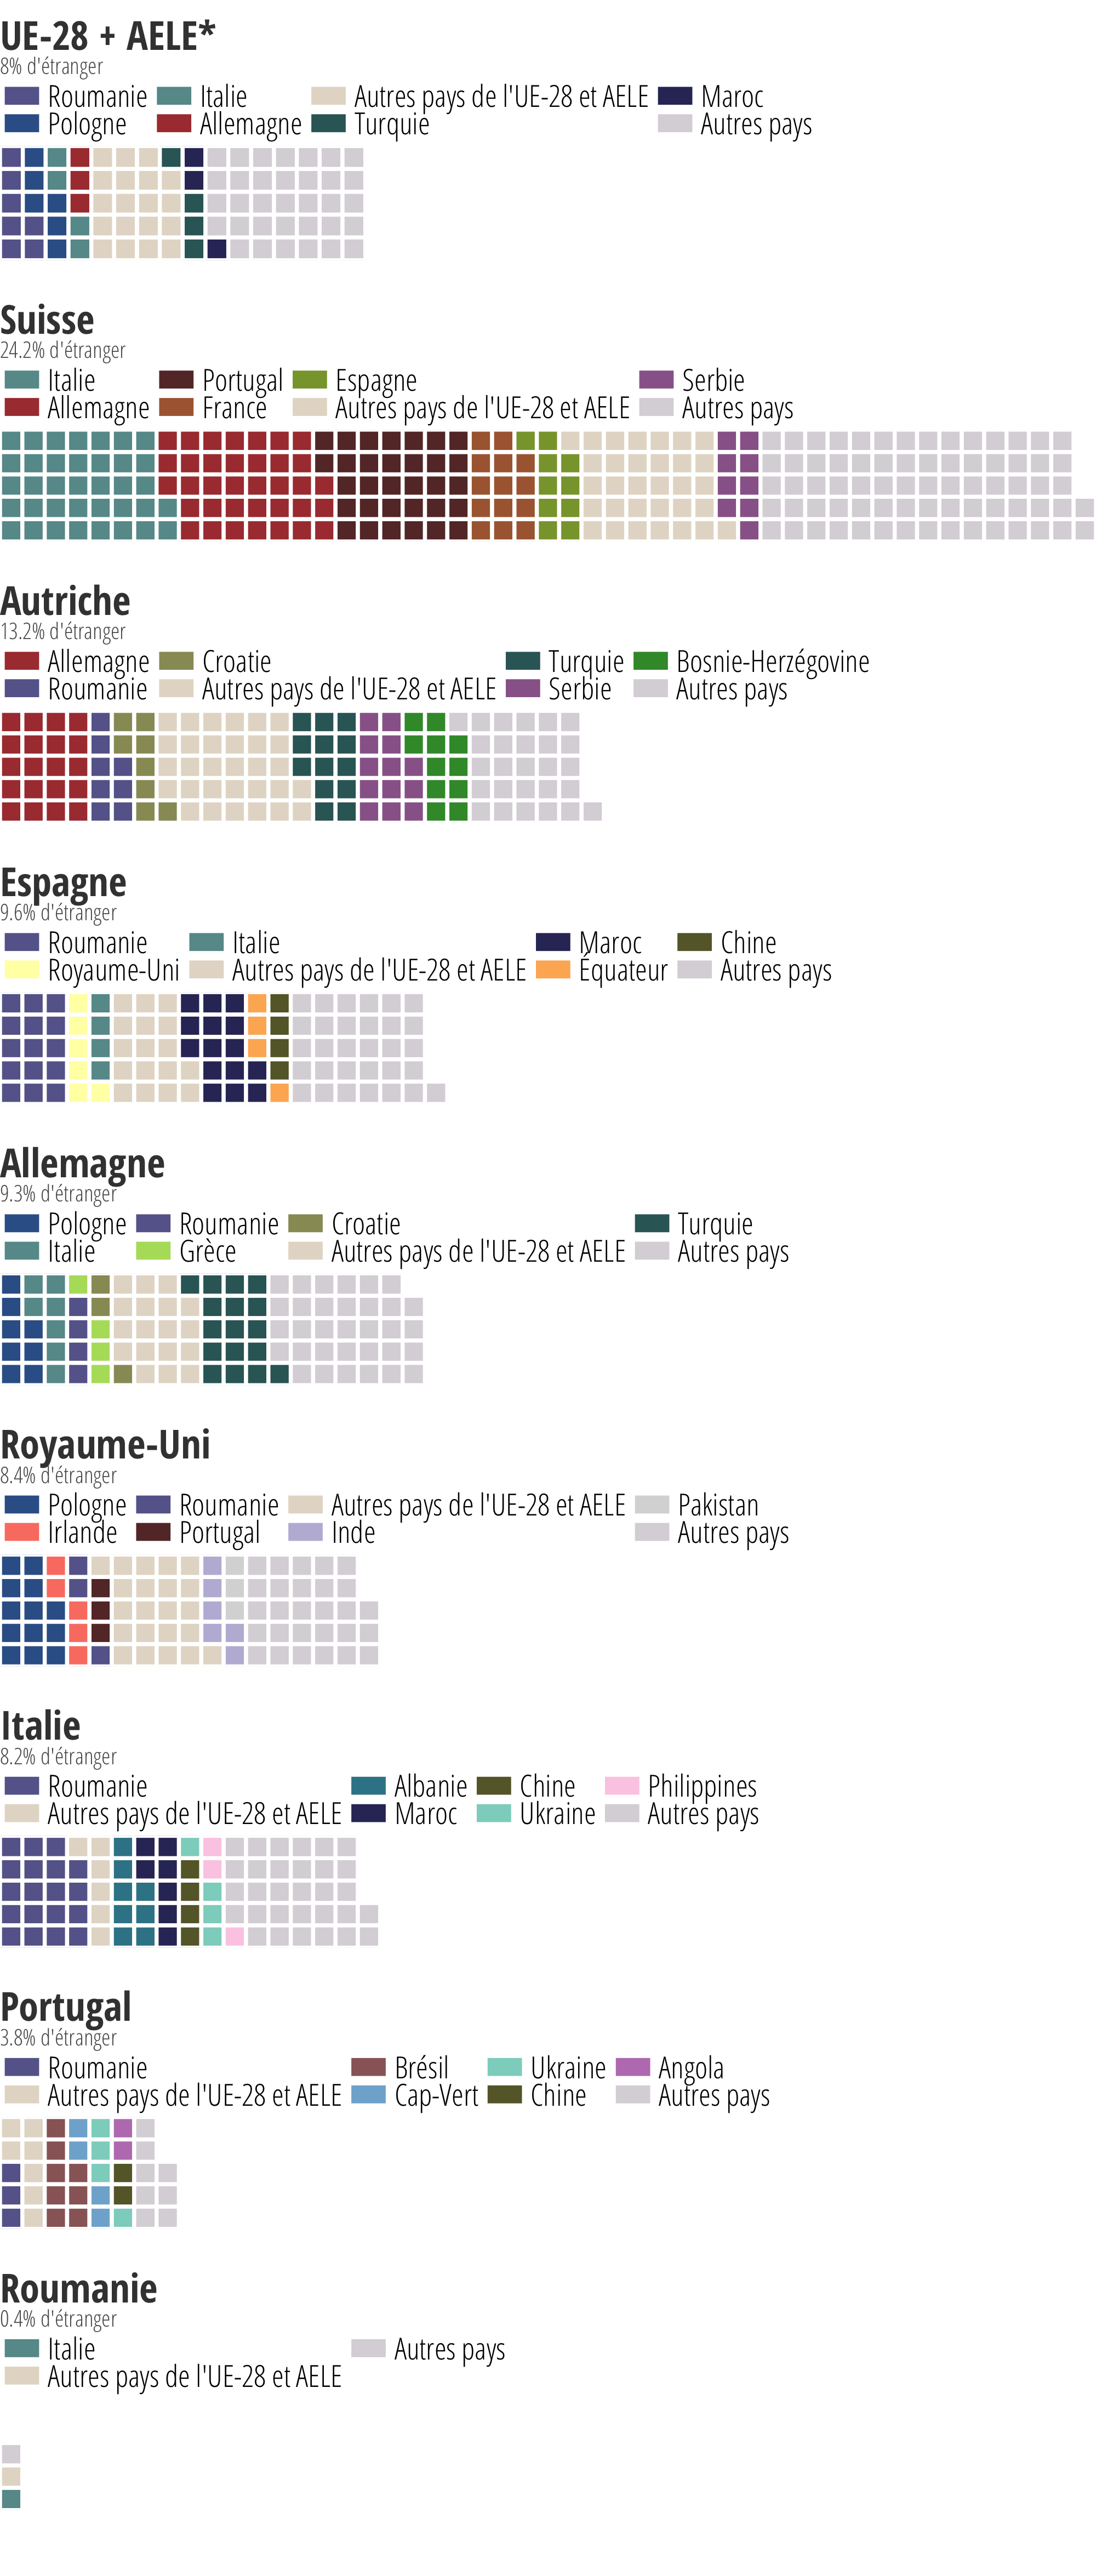 UE-28 + AELE*
8% d'étranger
Roumanie Italie Autres pays de l'UE-28 et AELE Maroc
Pologne Allemagne Turquie Autres pays
Suisse
24.2% d'étranger
Italie Portugal Espagne Serbie
Allemagne France Autres pays de l'UE-28 et AELE Autres pays
Autriche
13.2% d'étranger
Allemagne Croatie Turquie Bosnie-Herzégovine
Roumanie Autres pays de l'UE-28 et AELE Serbie Autres pays
Espagne
9.6% d'étranger
Roumanie Italie Maroc Chine
Royaume-Uni Autres pays de l'UE-28 et AELE Équateur Autres pays
Allemagne
9.3% d'étranger
Pologne Roumanie Croatie Turquie
Italie Grèce Autres pays de l'UE-28 et AELE Autres pays
Royaume-Uni
8.4% d'étranger
Pologne Roumanie Autres pays de l'UE-28 et AELE Pakistan
Irlande Portugal Inde Autres pays
Italie
8.2% d'étranger
Roumanie Albanie Chine Philippines
Autres pays de l'UE-28 et AELE Maroc Ukraine Autres pays
Portugal
3.8% d'étranger
Roumanie Brésil Ukraine Angola
Autres pays de l'UE-28 et AELE Cap-Vert Chine Autres pays
Roumanie
0.4% d'étranger
Italie Autres pays
Autres pays de l'UE-28 et AELE